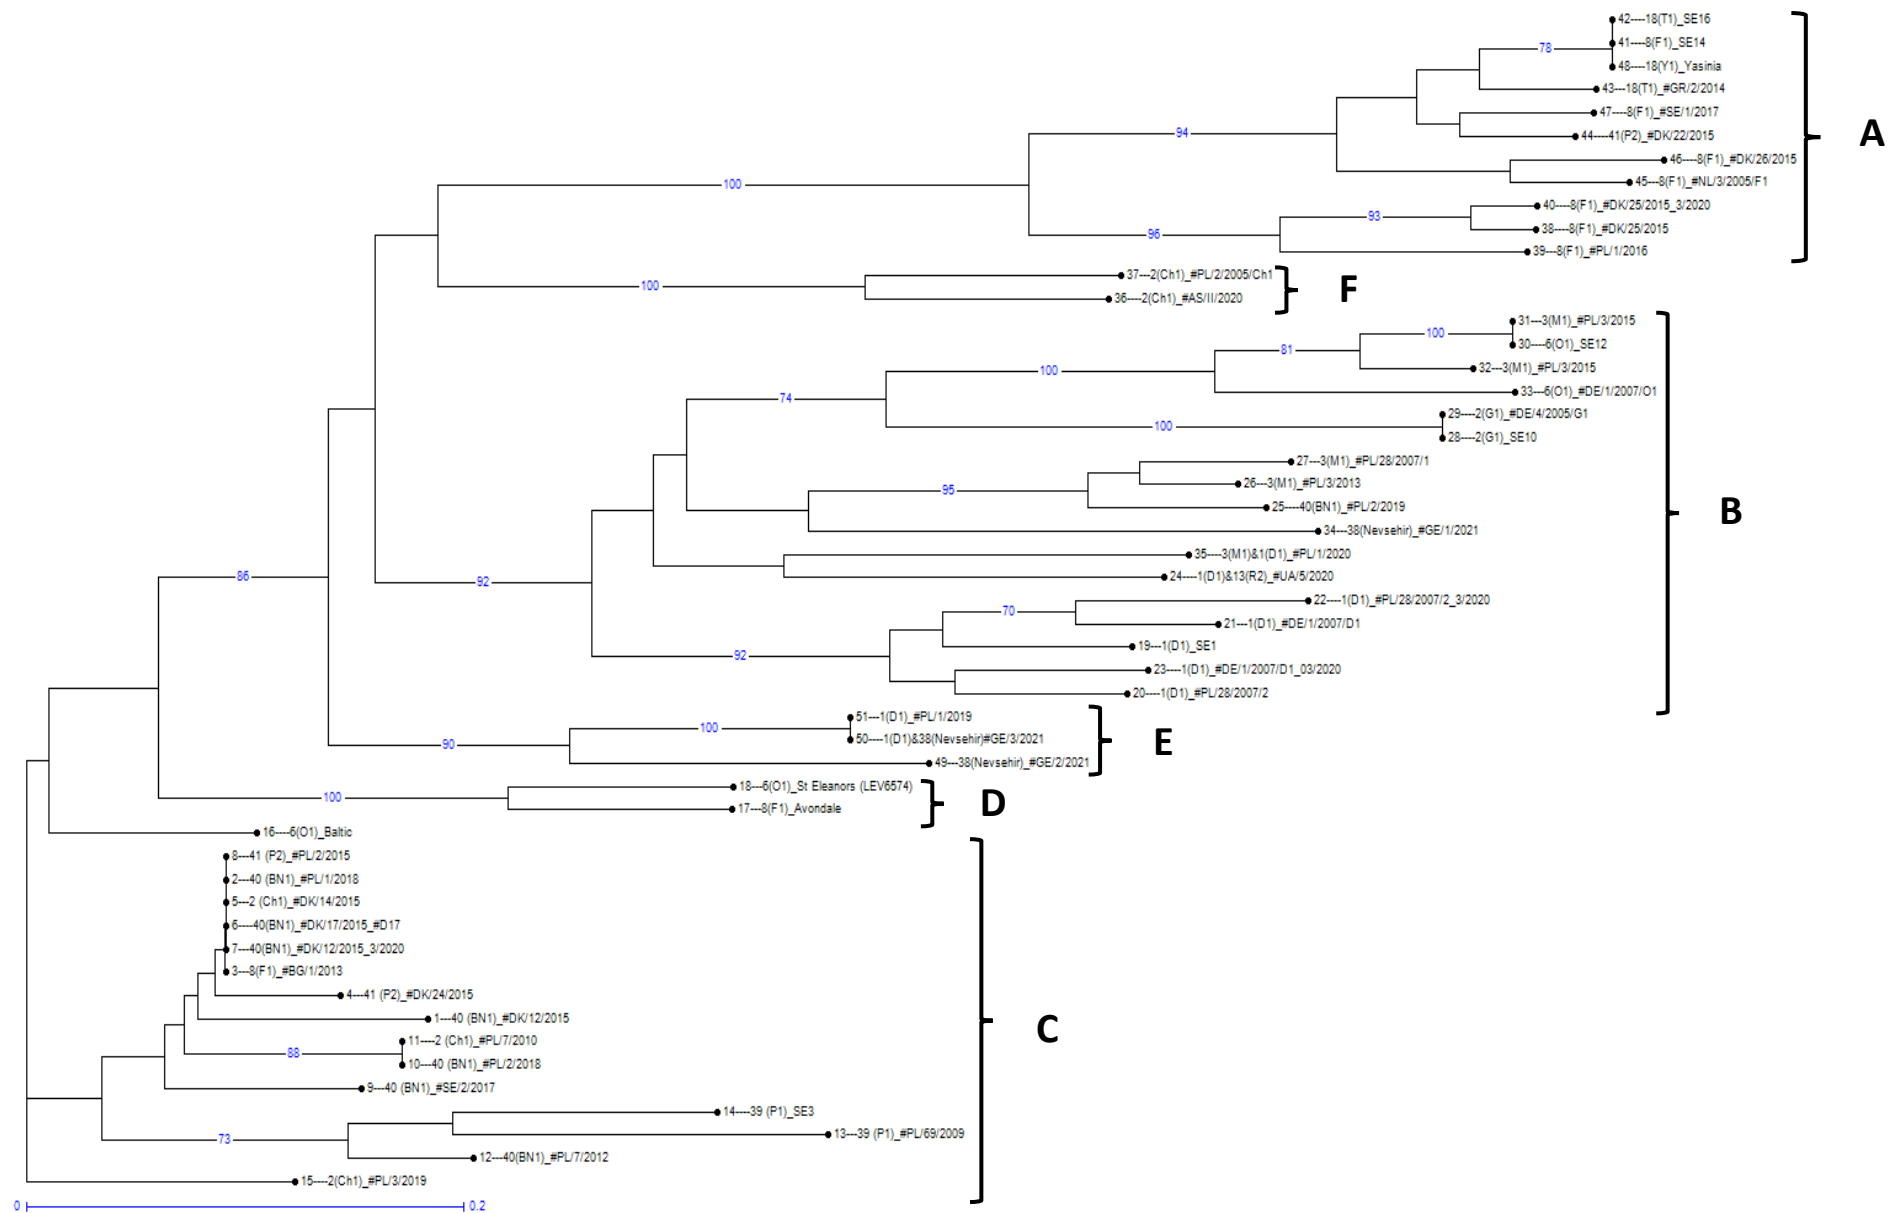 42----18(T1)_SE16
78
41----8(F1)_SE14
48----18(Y1)_Yasinia
43---18(T1)_#GR/2/2014
47----8(F1)_#SE/1/2017
94
A
44----41(P2)_#DK/22/2015
46----8(F1)_#DK/26/2015
100
45---8(F1)_#NL/3/2005/F1
40----8(F1)_#DK/25/2015_3/2020
93
38----8(F1)_#DK/25/2015
96
39---8(F1)_#PL/1/2016
37---2(Ch1)_#PL/2/2005/Ch1
100
F
36----2(Ch1)_#AS/II/2020
31---3(M1)_#PL/3/2015
100
30----6(O1)_SE12
81
32---3(M1)_#PL/3/2015
100
33---6(O1)_#DE/1/2007/O1
74
29----2(G1)_#DE/4/2005/G1
100
28----2(G1)_SE10
27---3(M1)_#PL/28/2007/1
26---3(M1)_#PL/3/2013
95
25----40(BN1)_#PL/2/2019
B
34---38(Nevsehir)_#GE/1/2021
35----3(M1)&1(D1)_#PL/1/2020
86
92
24----1(D1)&13(R2)_#UA/5/2020
22----1(D1)_#PL/28/2007/2_3/2020
70
21---1(D1)_#DE/1/2007/D1
19---1(D1)_SE1
92
23----1(D1)_#DE/1/2007/D1_03/2020
20----1(D1)_#PL/28/2007/2
51---1(D1)_#PL/1/2019
100
50----1(D1)&38(Nevsehir)#GE/3/2021
90
E
49---38(Nevsehir)_#GE/2/2021
18---6(O1)_St Eleanors (LEV6574)
100
D
17---8(F1)_Avondale
16----6(O1)_Baltic
8---41 (P2)_#PL/2/2015
2---40 (BN1)_#PL/1/2018
5---2 (Ch1)_#DK/14/2015
6----40(BN1)_#DK/17/2015_#D17
7---40(BN1)_#DK/12/2015_3/2020
3---8(F1)_#BG/1/2013
4---41 (P2)_#DK/24/2015
1---40 (BN1)_#DK/12/2015
C
11----2 (Ch1)_#PL/7/2010
88
10---40 (BN1)_#PL/2/2018
9---40 (BN1)_#SE/2/2017
14----39 (P1)_SE3
13---39 (P1)_#PL/69/2009
73
12---40(BN1)_#PL/7/2012
15----2(Ch1)_#PL/3/2019
0 0.2